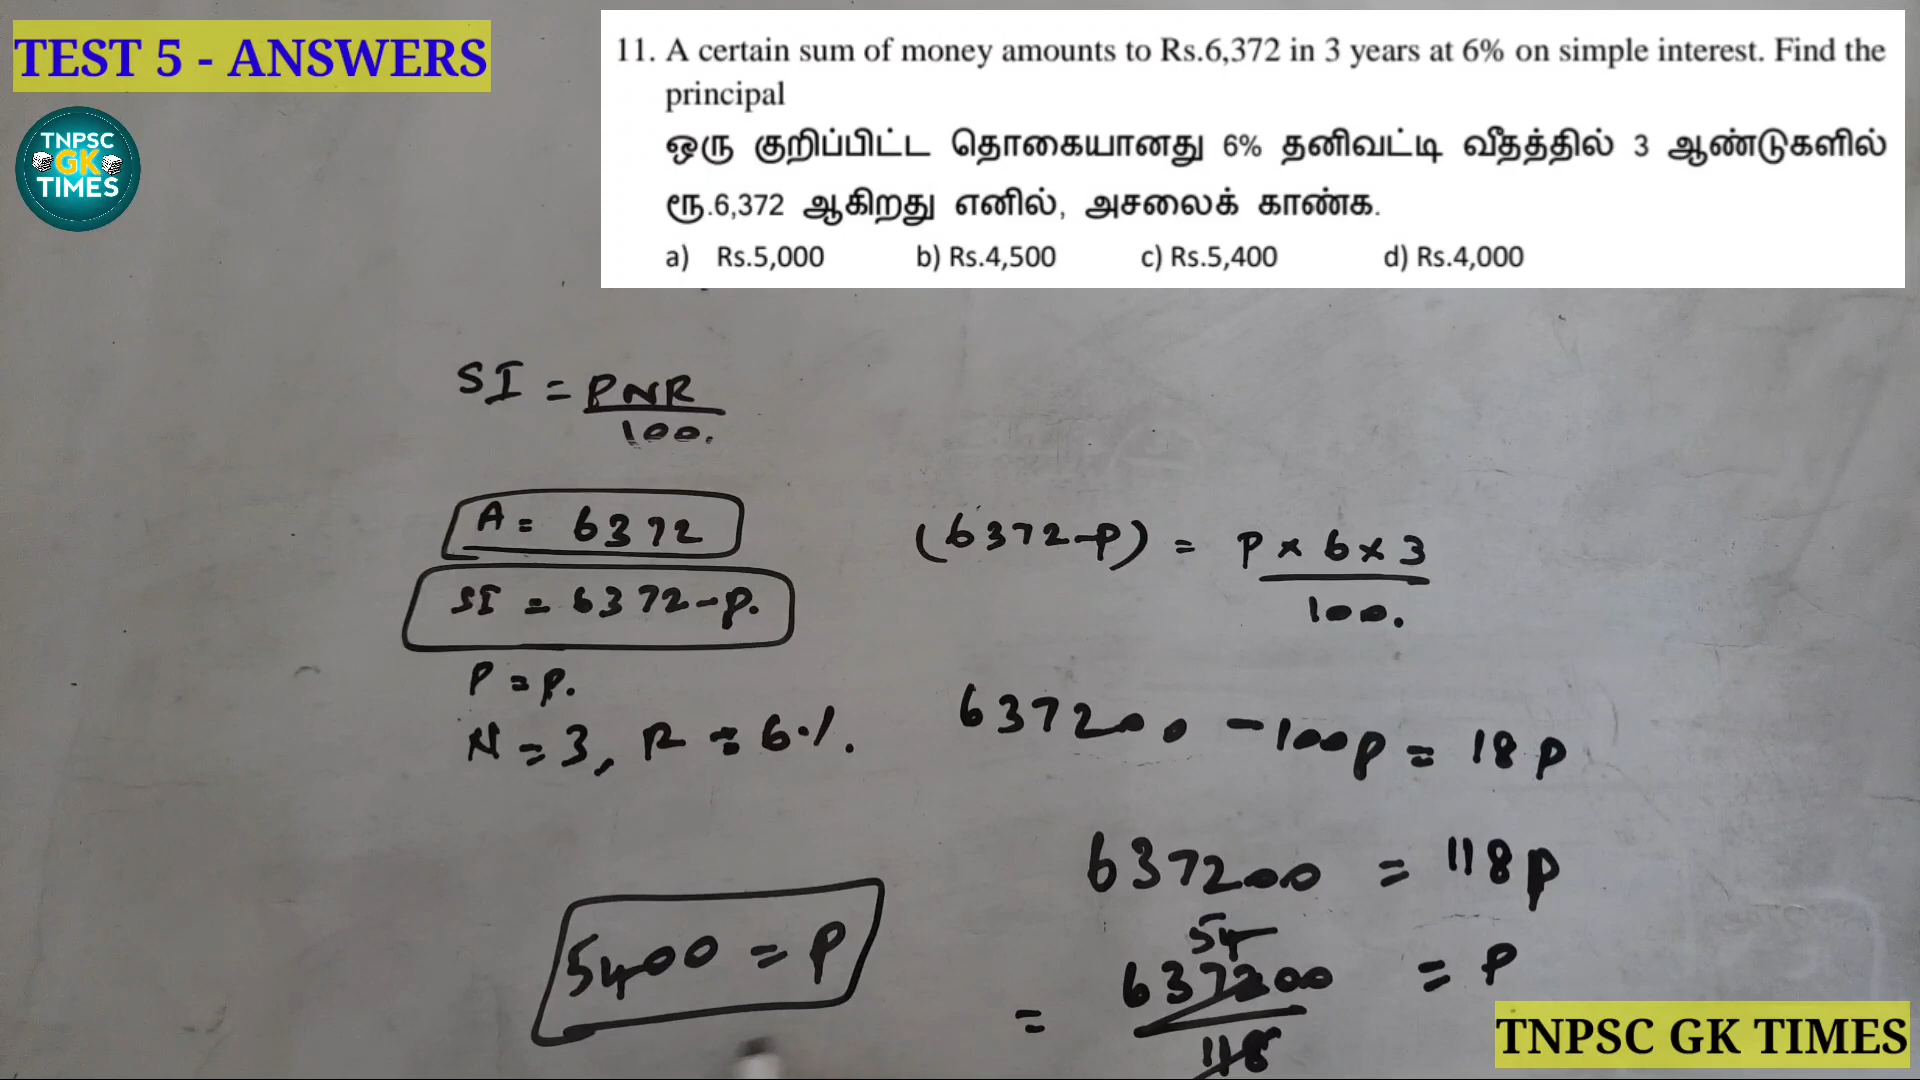 TEST 5 - ANSWERS
TNPSC
GK
TIMES
11. A certain sum of money amounts to Rs.6,372 in 3 years at 6% on simple interest. Find the
principal
ஒரு குறிப்பிட்ட தொகையானது 6% தனிவட்டி வீதத்தில் 3 ஆண்டுகளில்
ரூ.6,372 ஆகிறது எனில், அசலைக் காண்க.
a) Rs.5,000 b) Rs.4,500 c) Rs.5,400 d) Rs.4,000
SI = PNR
100.
A = 6372
SI = 6372-P.
P = P.
N = 3, R = 6%.
(6372-P) = P × 6 × 3
100.
637200 - 100P = 18P
637200 = 118P
54
= 637200 = P
118
5400 = P
TNPSC GK TIMES